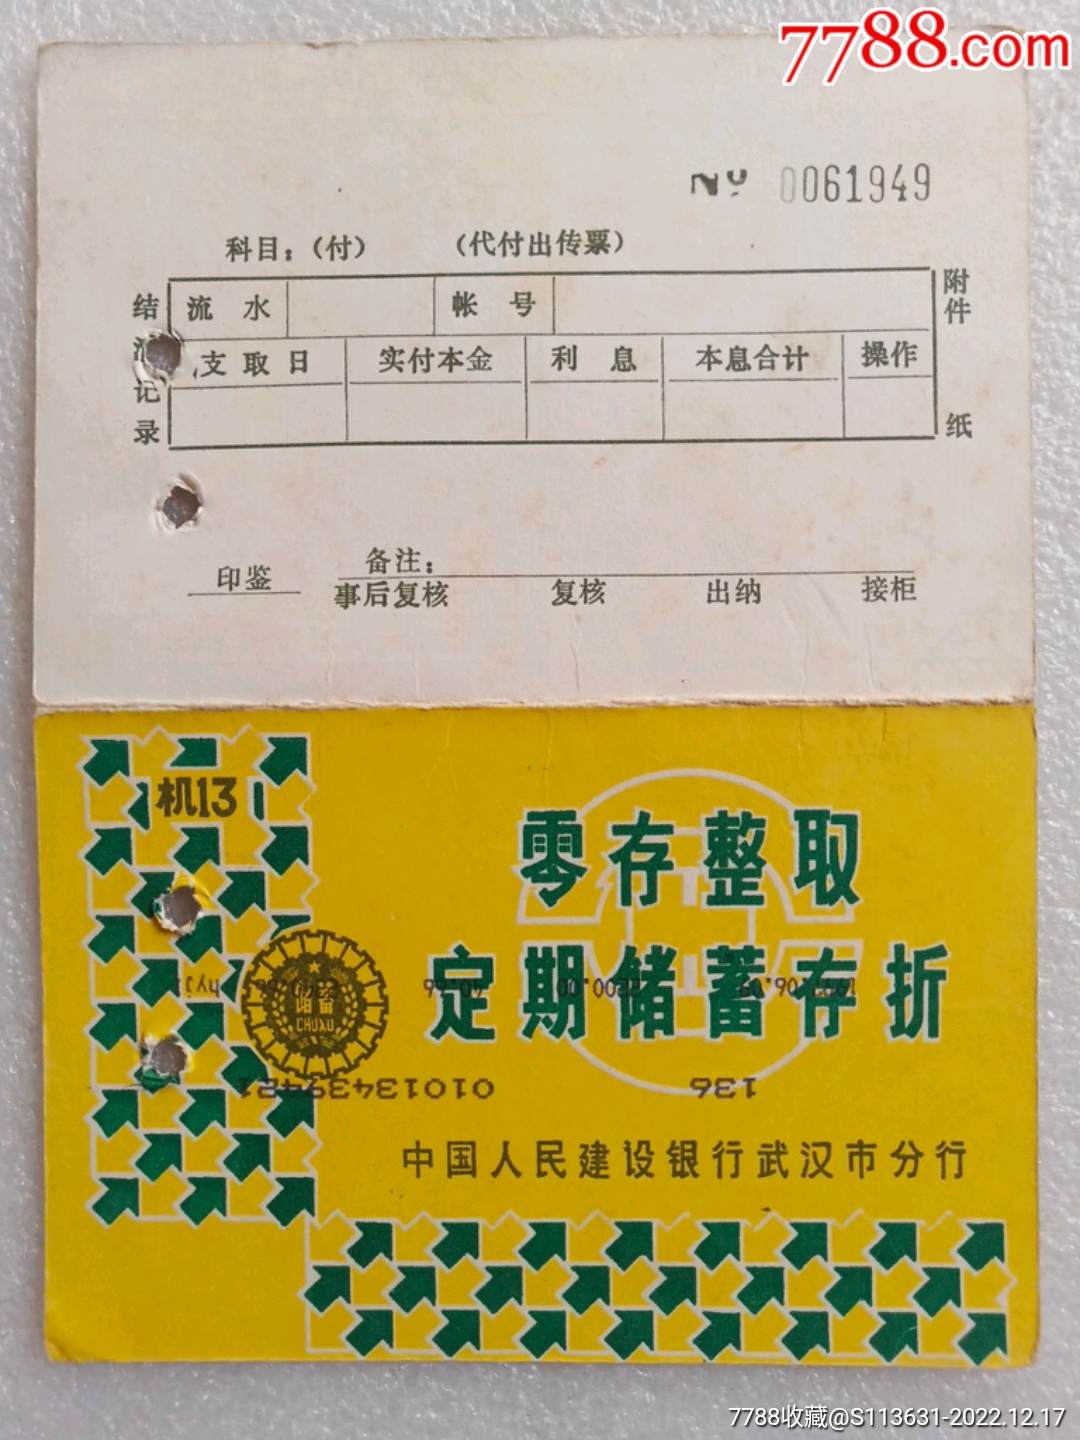 7788.com
Nº 0061949
科目：（付） （代付出传票）
结清记录
附件 纸
流 水 帐 号
支 取 日 实付本金 利 息 本息合计 操作
备注：
印鉴 事后复核 复核 出纳 接柜
机13
零存整取
定期储蓄存折
CHUXU
01013439421 136
中国人民建设银行武汉市分行
7788收藏@S113631-2022.12.17